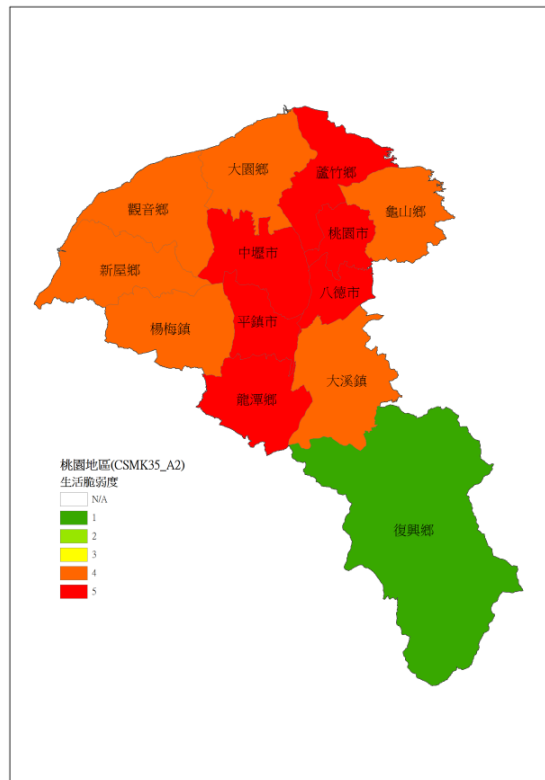 蘆竹鄉
大園鄉
龜山鄉
觀音鄉
桃園市
中壢市
新屋鄉
八德市
平鎮市
楊梅鎮
大溪鎮
龍潭鄉
桃園地區(CSMK35_A2)
生活脆弱度
N/A
1
2
3
4
5
復興鄉